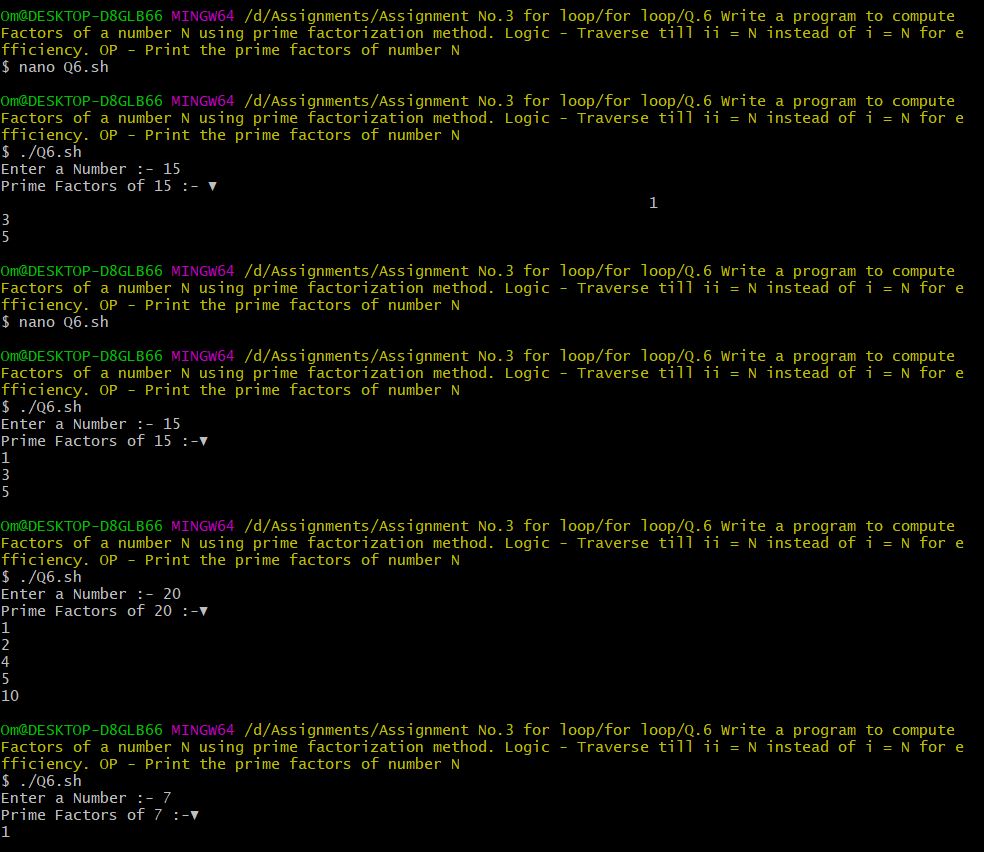 Om@DESKTOP-D8GLB66 MINGW64 /d/Assignments/Assignment No.3 for loop/for loop/Q.6 Write a program to compute
Factors of a number N using prime factorization method. Logic - Traverse till ii = N instead of i = N for e
fficiency. OP - Print the prime factors of number N
$ nano Q6.sh
Om@DESKTOP-D8GLB66 MINGW64 /d/Assignments/Assignment No.3 for loop/for loop/Q.6 Write a program to compute
Factors of a number N using prime factorization method. Logic - Traverse till ii = N instead of i = N for e
fficiency. OP - Print the prime factors of number N
$ ./Q6.sh
Enter a Number :- 15
Prime Factors of 15 :- ▼
1
3
5
Om@DESKTOP-D8GLB66 MINGW64 /d/Assignments/Assignment No.3 for loop/for loop/Q.6 Write a program to compute
Factors of a number N using prime factorization method. Logic - Traverse till ii = N instead of i = N for e
fficiency. OP - Print the prime factors of number N
$ nano Q6.sh
Om@DESKTOP-D8GLB66 MINGW64 /d/Assignments/Assignment No.3 for loop/for loop/Q.6 Write a program to compute
Factors of a number N using prime factorization method. Logic - Traverse till ii = N instead of i = N for e
fficiency. OP - Print the prime factors of number N
$ ./Q6.sh
Enter a Number :- 15
Prime Factors of 15 :-▼
1
3
5
Om@DESKTOP-D8GLB66 MINGW64 /d/Assignments/Assignment No.3 for loop/for loop/Q.6 Write a program to compute
Factors of a number N using prime factorization method. Logic - Traverse till ii = N instead of i = N for e
fficiency. OP - Print the prime factors of number N
$ ./Q6.sh
Enter a Number :- 20
Prime Factors of 20 :-▼
1
2
4
5
10
Om@DESKTOP-D8GLB66 MINGW64 /d/Assignments/Assignment No.3 for loop/for loop/Q.6 Write a program to compute
Factors of a number N using prime factorization method. Logic - Traverse till ii = N instead of i = N for e
fficiency. OP - Print the prime factors of number N
$ ./Q6.sh
Enter a Number :- 7
Prime Factors of 7 :-▼
1